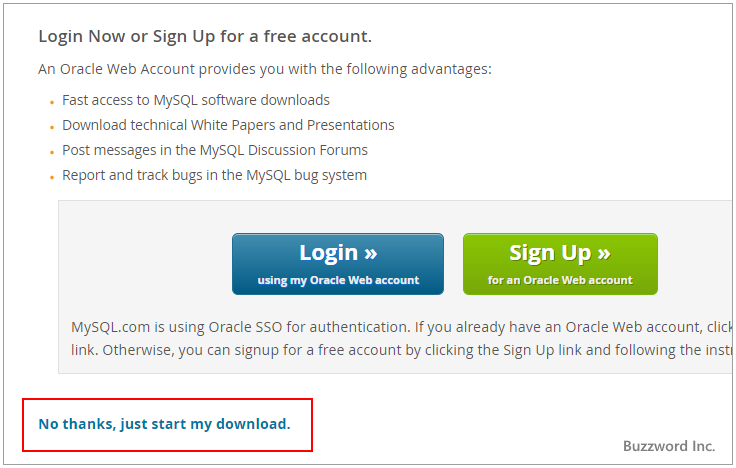 Login Now or Sign Up for a free account.
An Oracle Web Account provides you with the following advantages:
Fast access to MySQL software downloads
Download technical White Papers and Presentations
Post messages in the MySQL Discussion Forums
Report and track bugs in the MySQL bug system
Login »
using my Oracle Web account
Sign Up »
for an Oracle Web account
MySQL.com is using Oracle SSO for authentication. If you already have an Oracle Web account, click
link. Otherwise, you can signup for a free account by clicking the Sign Up link and following the
No thanks, just start my download.
Buzzword Inc.